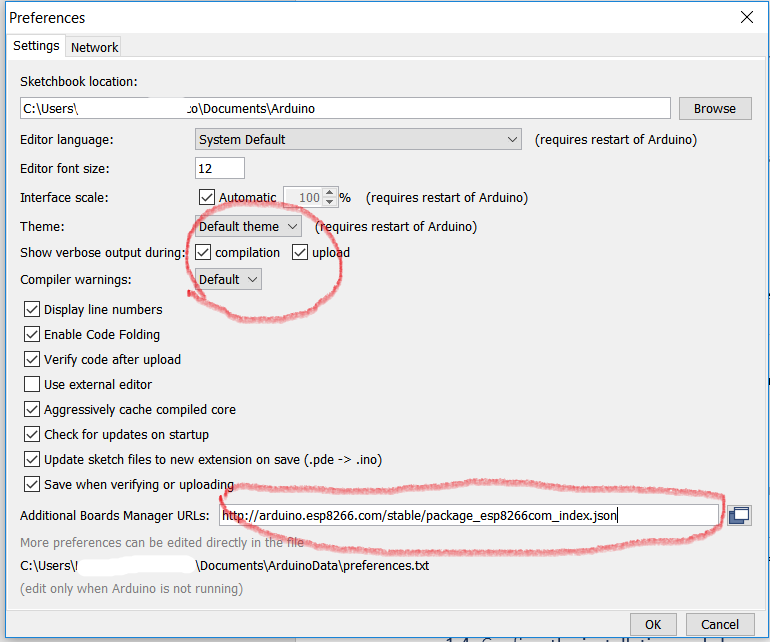 Preferences
Settings Network
Sketchbook location:
C:\Users\ :o\Documents\Arduino Browse
Editor language: System Default (requires restart of Arduino)
Editor font size: 12
Interface scale: Automatic 100 % (requires restart of Arduino)
Theme: Default theme (requires restart of Arduino)
Show verbose output during: compilation upload
Compiler warnings: Default
Display line numbers
Enable Code Folding
Verify code after upload
Use external editor
Aggressively cache compiled core
Check for updates on startup
Update sketch files to new extension on save (.pde -> .ino)
Save when verifying or uploading
Additional Boards Manager URLs: http://arduino.esp8266.com/stable/package_esp8266com_index.json
More preferences can be edited directly in the file
C:\Users\ \Documents\ArduinoData\preferences.txt
(edit only when Arduino is not running)
OK Cancel